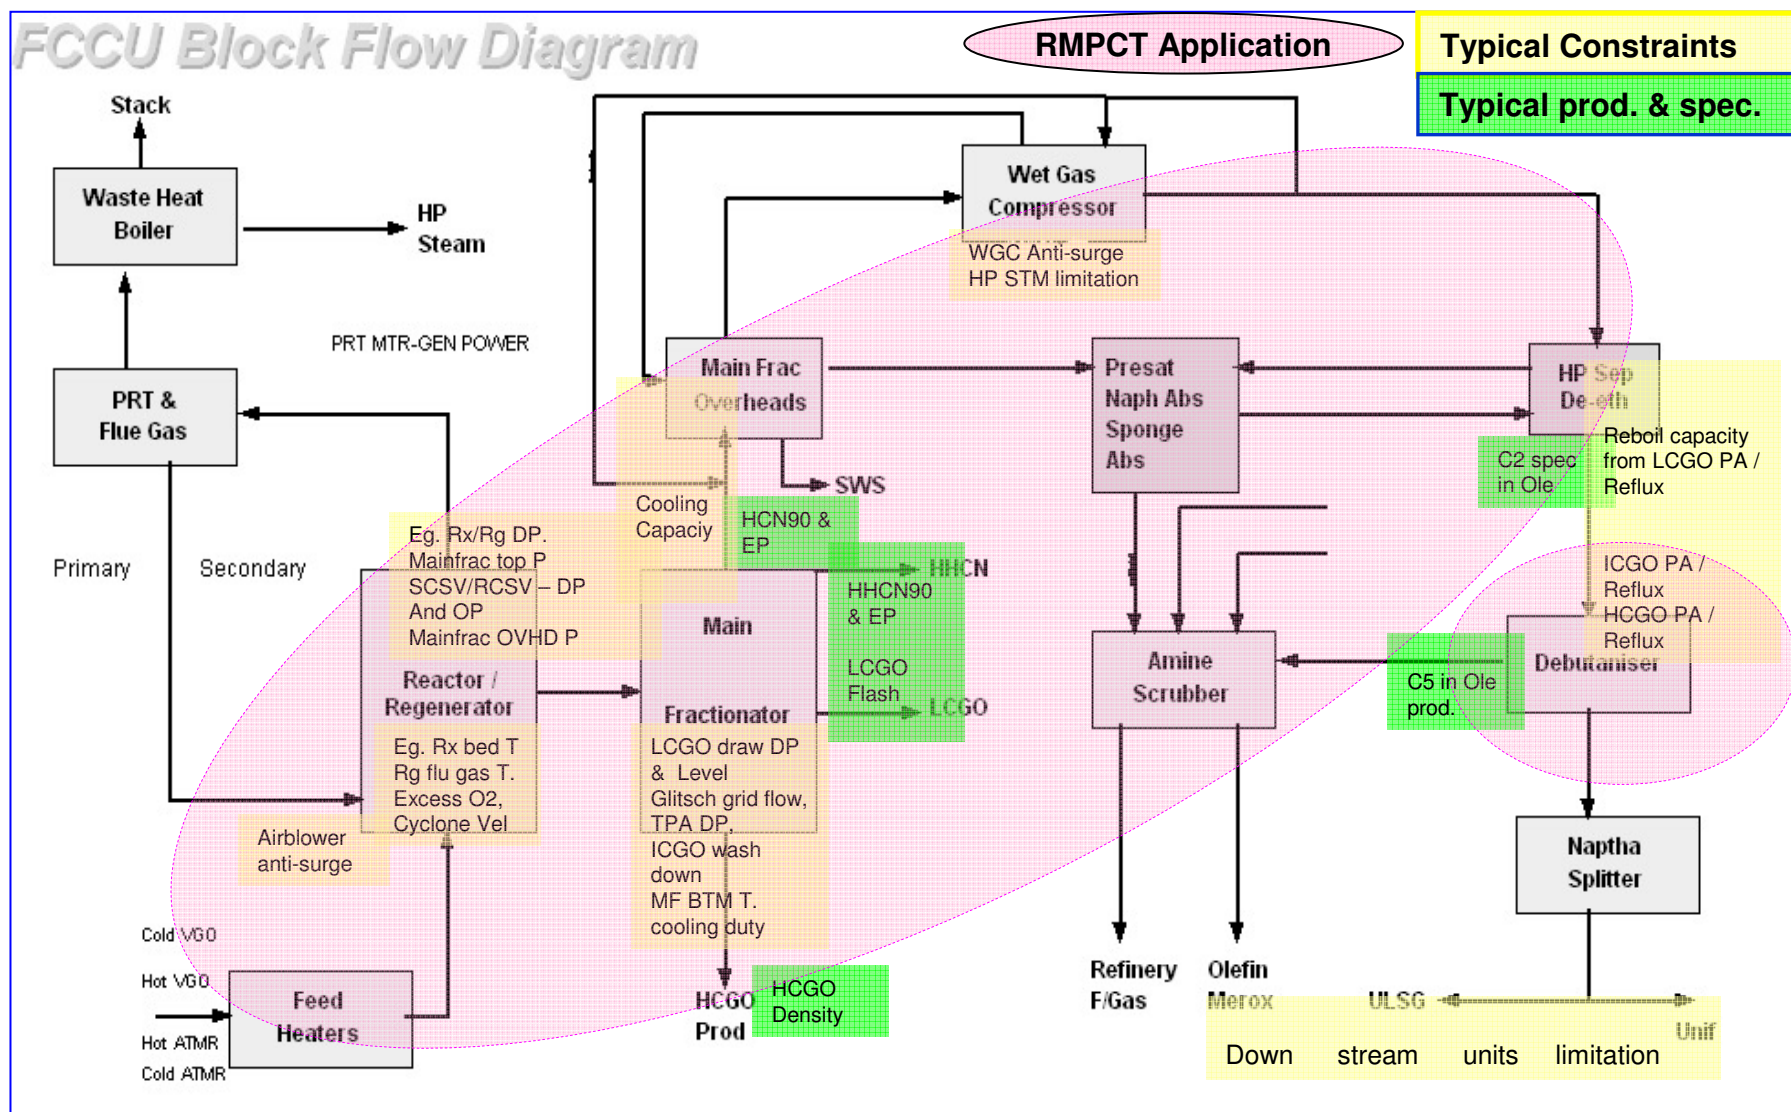 FCCU Block Flow Diagram
RMPCT Application
Typical Constraints
Typical prod. & spec.
Stack
Waste Heat
Boiler
HP
Steam
Wet Gas
Compressor
WGC Anti-surge
HP STM limitation
PRT MTR-GEN POWER
PRT &
Flue Gas
Main Frac
Overheads
Presat
Naph Abs
Sponge
Abs
HP Sep
De-eth
Reboil capacity
from LCGO PA /
Reflux
C2 spec
in Ole
SWS
Cooling
Capaciy
HCN90 &
EP
Eg. Rx/Rg DP.
Mainfrac top P
SCSV/RCSV – DP
And OP
Mainfrac OVHD P
Primary
Secondary
HHCN
HHCN90
& EP
LCGO
Flash
LCGO
ICGO PA /
Reflux
HCGO PA /
Reflux
Main
Fractionator
Reactor /
Regenerator
Amine
Scrubber
C5 in Ole
prod.
Debutaniser
Eg. Rx bed T
Rg flu gas T.
Excess O2,
Cyclone Vel
LCGO draw DP
& Level
Glitsch grid flow,
TPA DP,
ICGO wash
down
MF BTM T.
cooling duty
Airblower
anti-surge
Naptha
Splitter
Cold VGO
Hot VGO
Hot ATMR
Cold ATMR
Feed
Heaters
HCGO
Prod
HCGO
Density
Refinery
F/Gas
Olefin
Merox
ULSG
Unif
Down stream units limitation